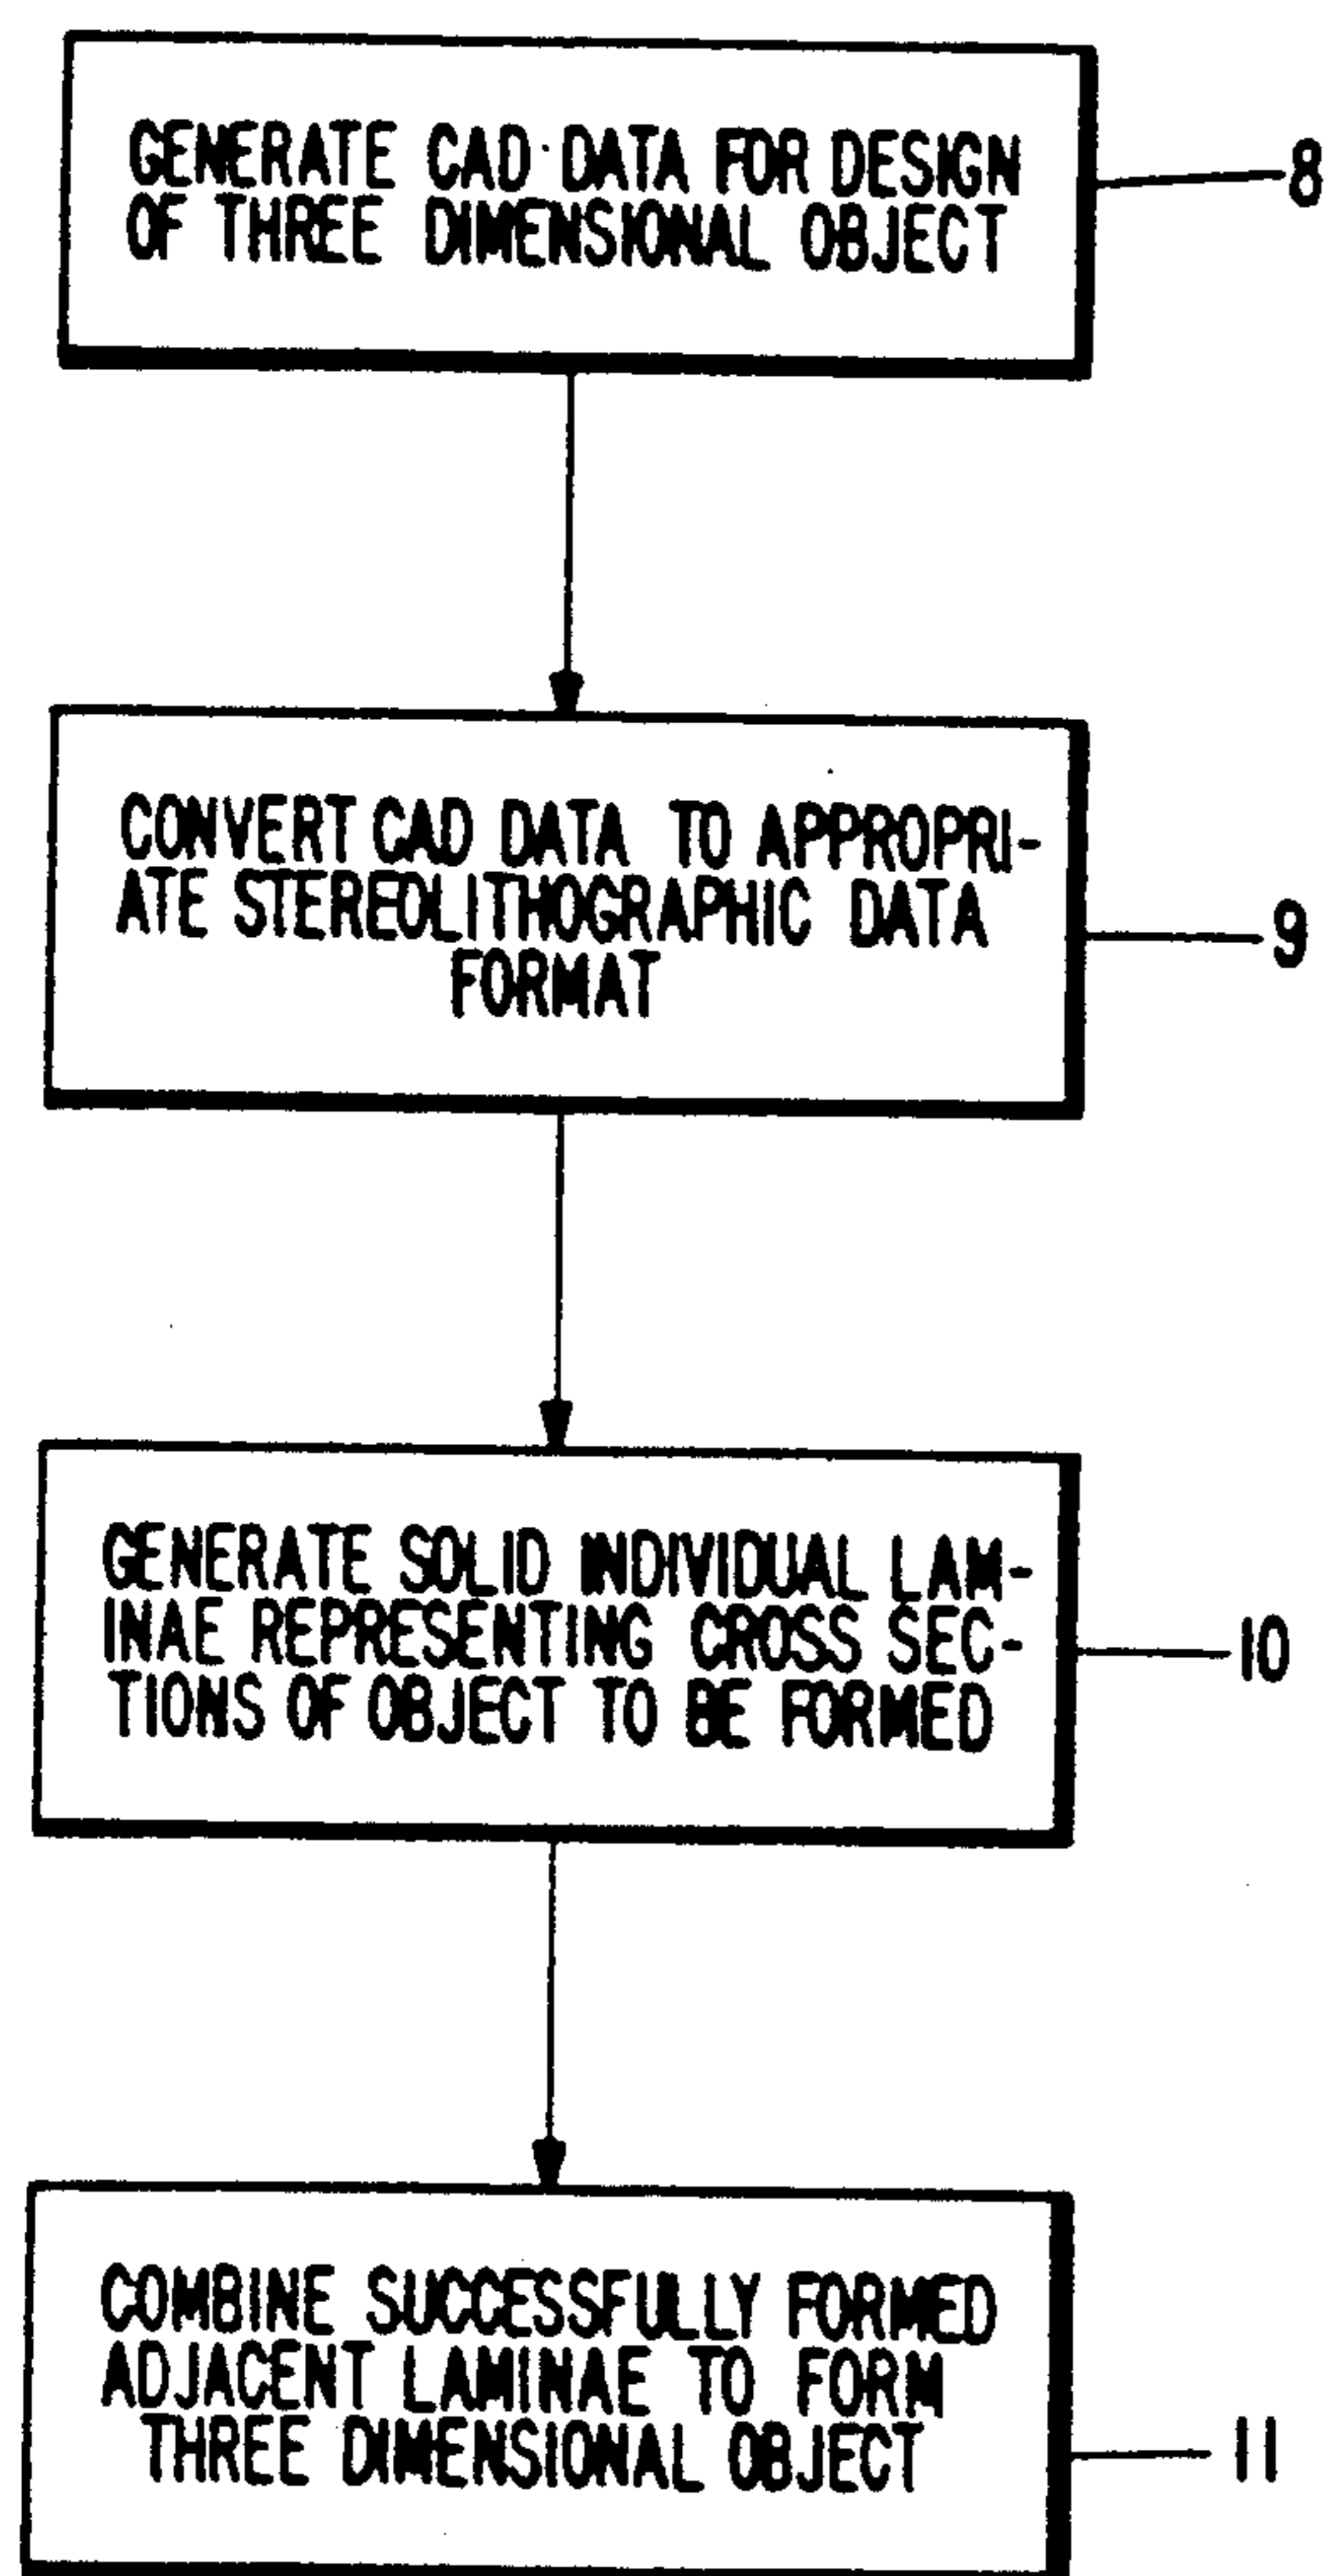 GENERATE CAD DATA FOR DESIGN
OF THREE DIMENSIONAL OBJECT
8
CONVERT CAD DATA TO APPROPRI-
ATE STEREOLITHOGRAPHIC DATA
FORMAT
9
GENERATE SOLID INDIVIDUAL LAM-
INAE REPRESENTING CROSS SEC-
TIONS OF OBJECT TO BE FORMED
10
COMBINE SUCCESSFULLY FORMED
ADJACENT LAMINAE TO FORM
THREE DIMENSIONAL OBJECT
11